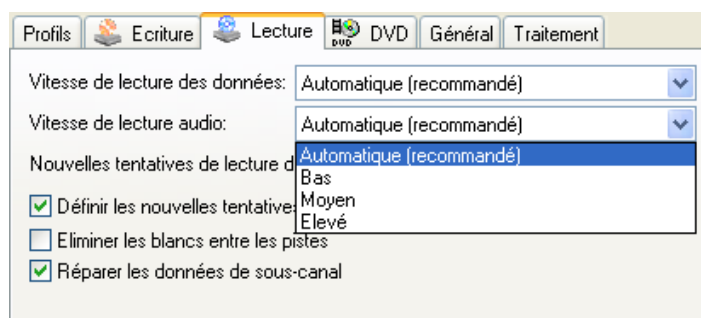 Profils Ecriture Lecture DVD DVD Général Traitement
Vitesse de lecture des données: Automatique (recommandé)
Vitesse de lecture audio: Automatique (recommandé)
Nouvelles tentatives de lecture d
Automatique (recommandé)
Bas
Moyen
Elevé
Définir les nouvelles tentatives
Eliminer les blancs entre les pistes
Réparer les données de sous-canal